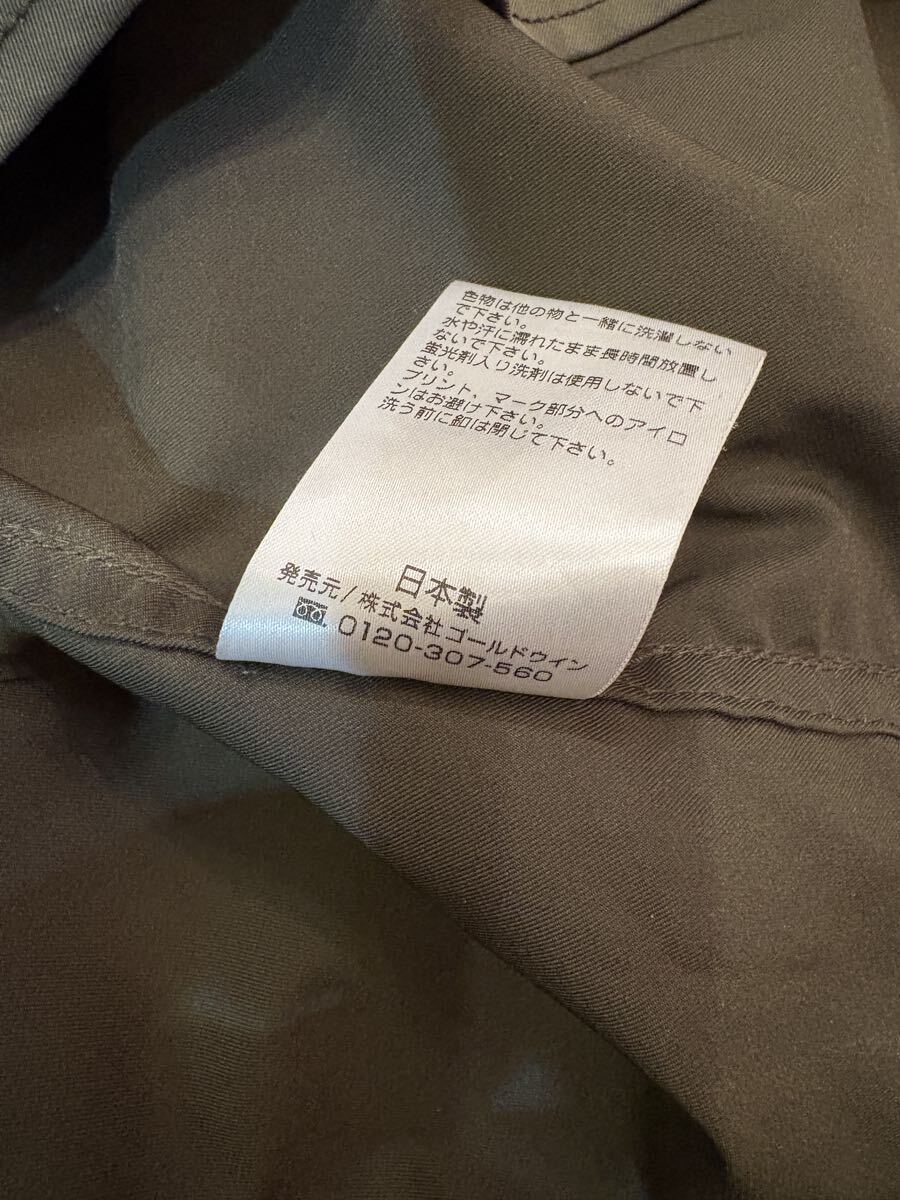 色物は他の物と一緒に洗濯しない
で下さい。
水や汗に濡れたまま長時間放置し
ないで下さい。
蛍光剤入り洗剤は使用しないで下
さい。
プリント、マーク部分へのアイロ
ンはお避け下さい。
洗う前に釦は閉じて下さい。
日本製
発売元/株式会社ゴールドウイン
0120-307-560